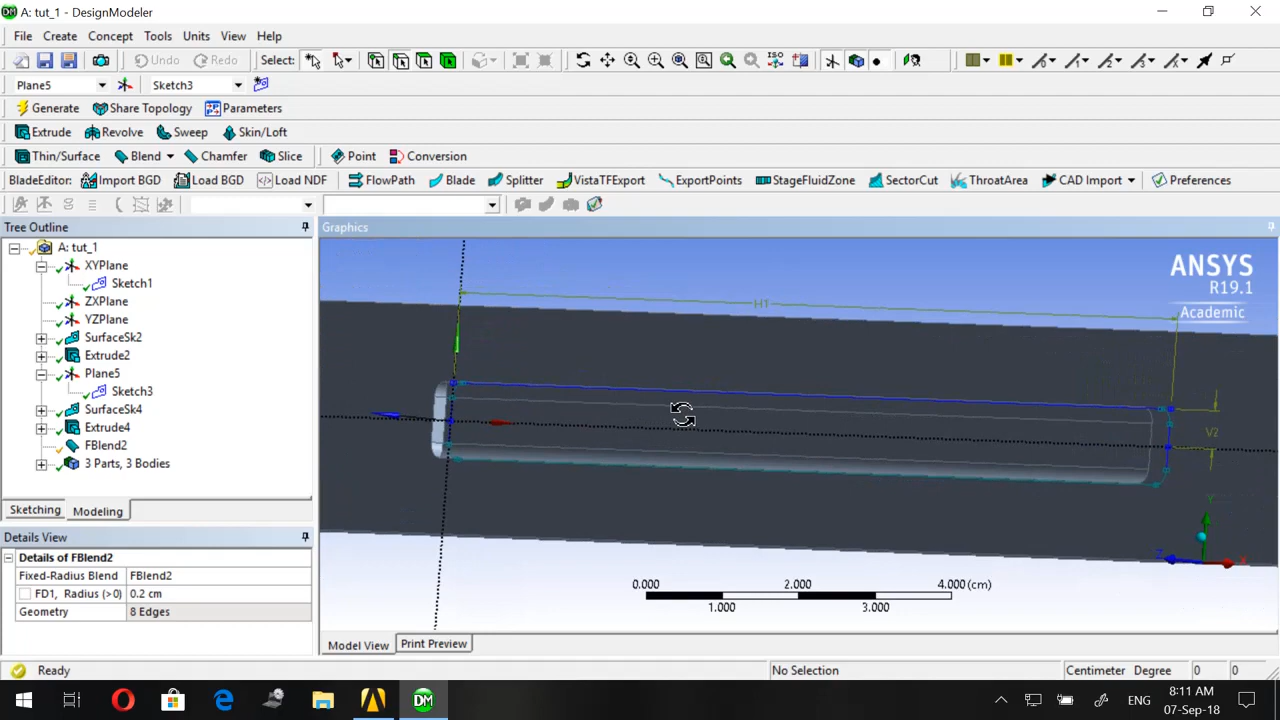 A: tut_1 - DesignModeler
File Create Concept Tools Units View Help
Undo Redo Select: ISO
Plane5 Sketch3
Generate Share Topology Parameters
Extrude Revolve Sweep Skin/Loft
Thin/Surface Blend Chamfer Slice Point Conversion
BladeEditor: Import BGD Load BGD Load NDF FlowPath Blade Splitter VistaTFExport ExportPoints StageFluidZone SectorCut ThroatArea CAD Import Preferences
Tree Outline
A: tut_1
XYPlane
Sketch1
ZXPlane
YZPlane
SurfaceSk2
Extrude2
Plane5
Sketch3
SurfaceSk4
Extrude4
FBlend2
3 Parts, 3 Bodies
Sketching Modeling
Details View
Details of FBlend2
Fixed-Radius Blend FBlend2
FD1, Radius (>0) 0.2 cm
Geometry 8 Edges
Graphics
ANSYS
R19.1
Academic
H1
V2
Y
Z X
0.000 2.000 4.000 (cm)
1.000 3.000
Model View Print Preview
Ready No Selection Centimeter Degree 0 0
DM ENG 8:11 AM
07-Sep-18